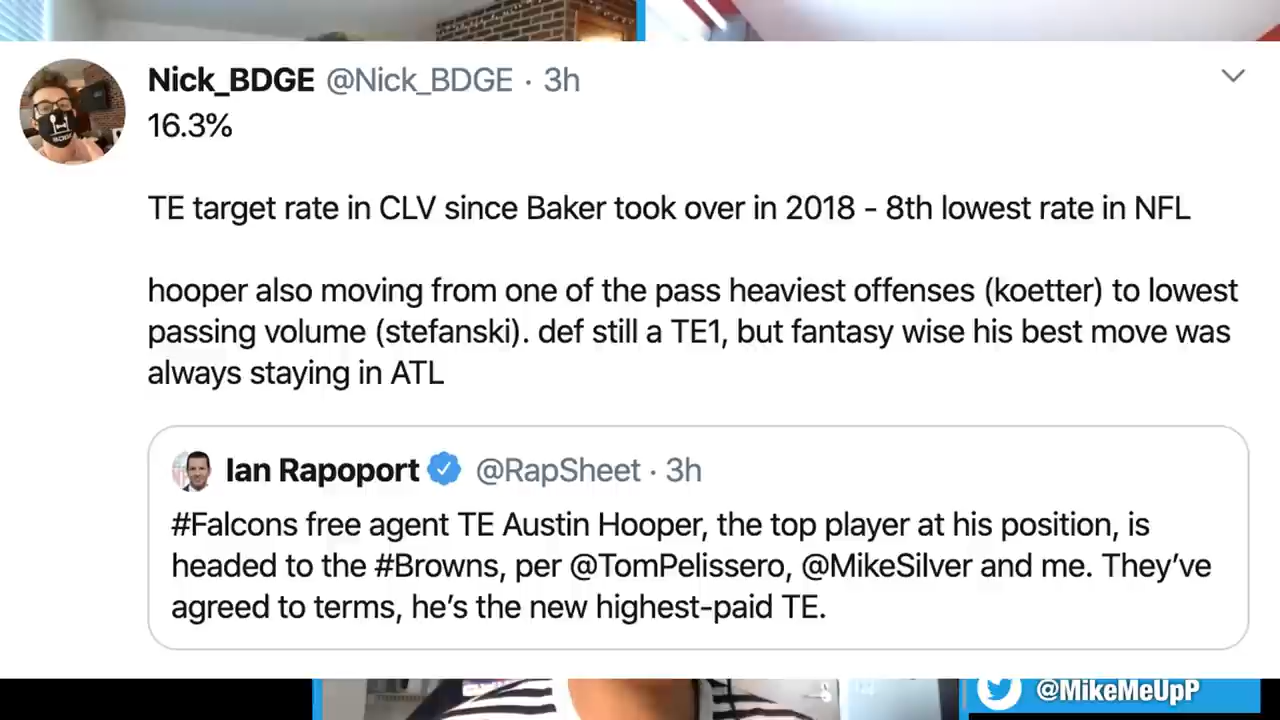 Nick_BDGE @Nick_BDGE · 3h
16.3%
TE target rate in CLV since Baker took over in 2018 - 8th lowest rate in NFL
hooper also moving from one of the pass heaviest offenses (koetter) to lowest
passing volume (stefanski). def still a TE1, but fantasy wise his best move was
always staying in ATL
Ian Rapoport @RapSheet · 3h
#Falcons free agent TE Austin Hooper, the top player at his position, is
headed to the #Browns, per @TomPelissero, @MikeSilver and me. They’ve
agreed to terms, he’s the new highest-paid TE.
@MikeMeUpP